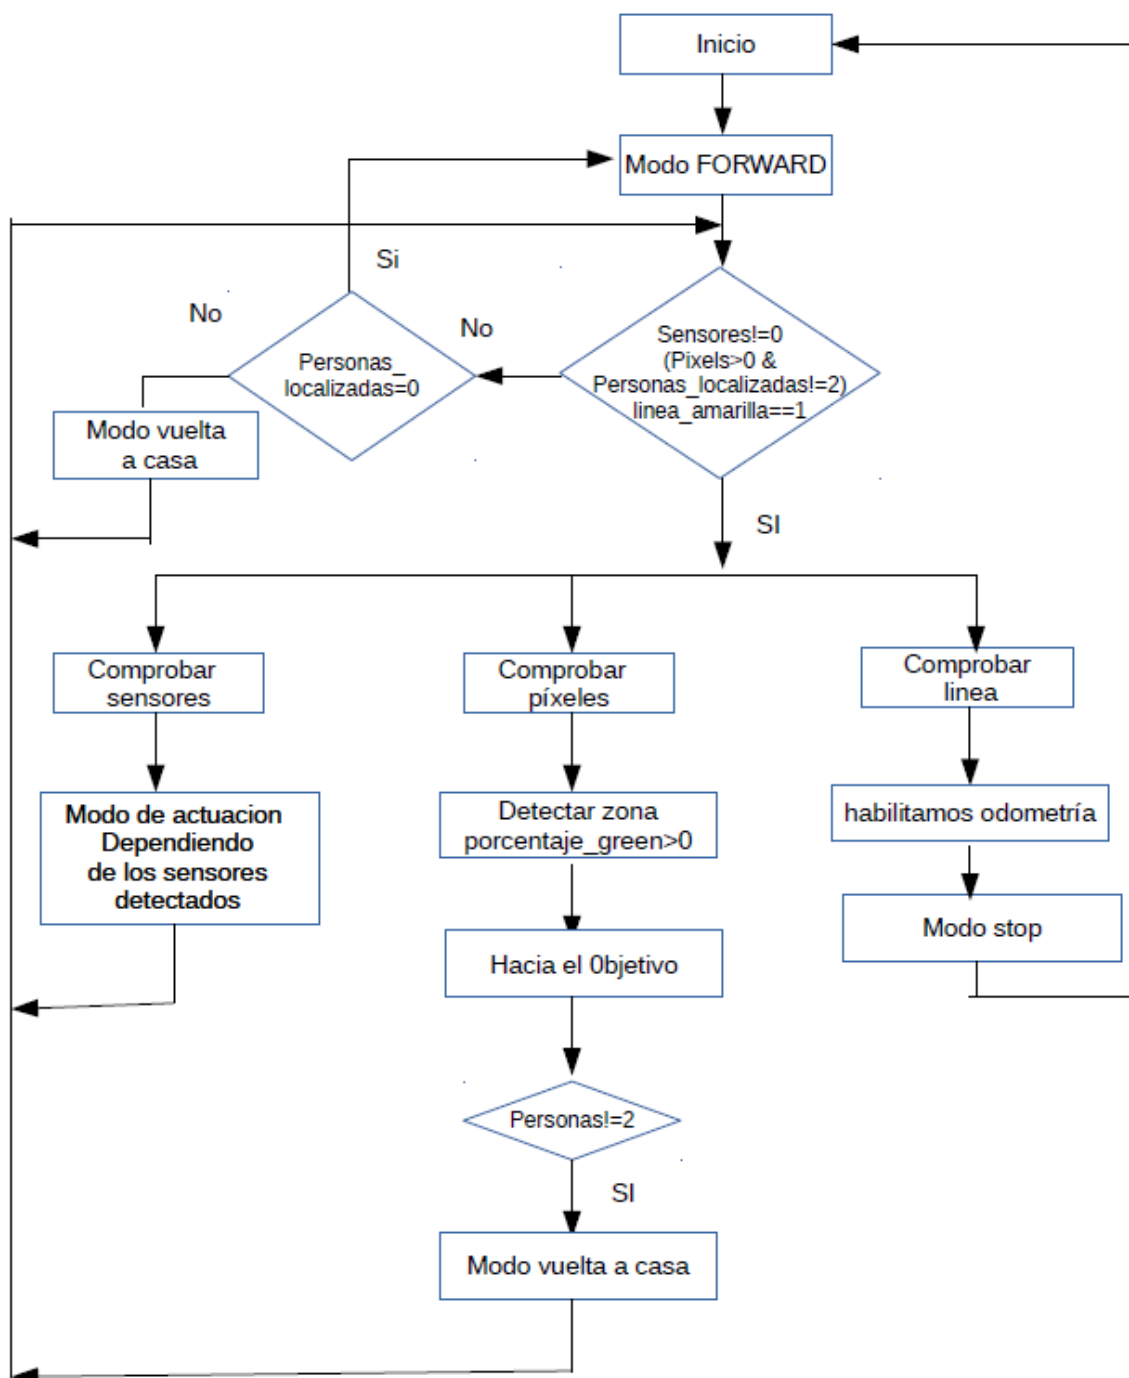 Inicio
Modo FORWARD
Si
No
No
Sensores!=0
(Pixels>0 &
Personas_localizadas!=2)
linea_amarilla==1
Personas_
localizadas=0
Modo vuelta
a casa
SI
Comprobar
sensores
Comprobar
píxeles
Comprobar
linea
Modo de actuacion
Dependiendo
de los sensores
detectados
Detectar zona
porcentaje_green>0
habilitamos odometría
Hacia el 0bjetivo
Modo stop
Personas!=2
SI
Modo vuelta a casa